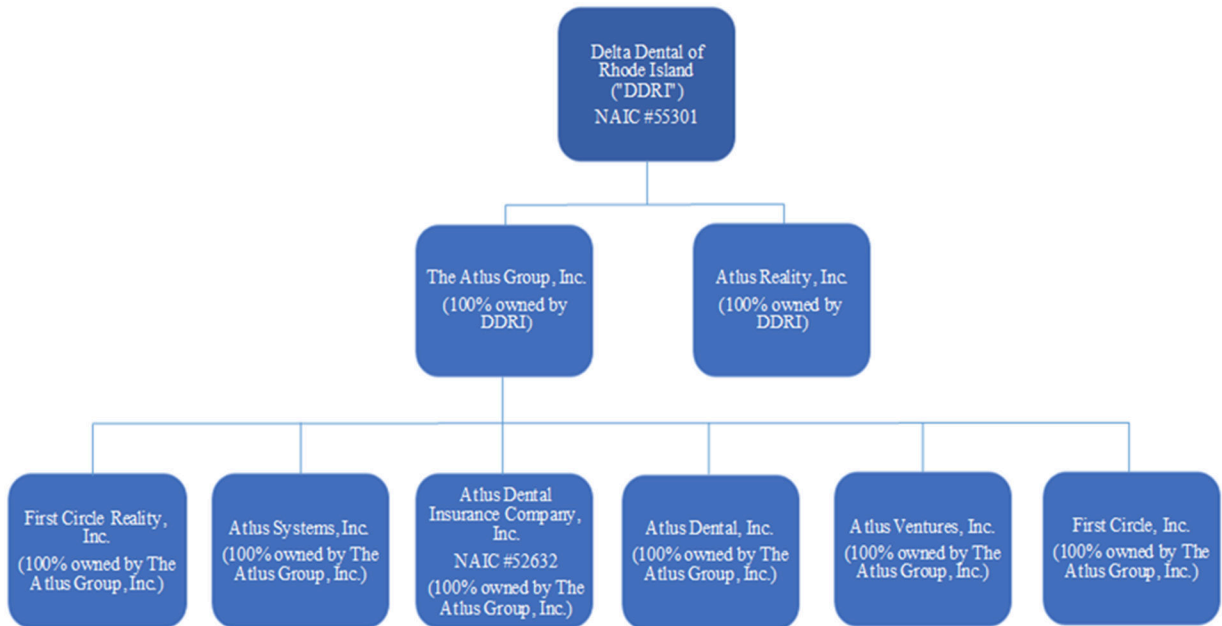 Delta Dental of
Rhode Island
("DDRI")
NAIC #55301
The Atlus Group, Inc.
(100% owned by
DDRI)
Atlus Reality, Inc.
(100% owned by
DDRI)
First Circle Reality,
Inc.
(100% owned by The
Atlus Group, Inc.)
Atlus Systems, Inc.
(100% owned by The
Atlus Group, Inc.)
Atlus Dental
Insurance Company,
Inc.
NAIC #52632
(100% owned by The
Atlus Group, Inc.)
Atlus Dental, Inc.
(100% owned by The
Atlus Group, Inc.)
Atlus Ventures, Inc.
(100% owned by The
Atlus Group, Inc.)
First Circle, Inc.
(100% owned by The
Atlus Group, Inc.)